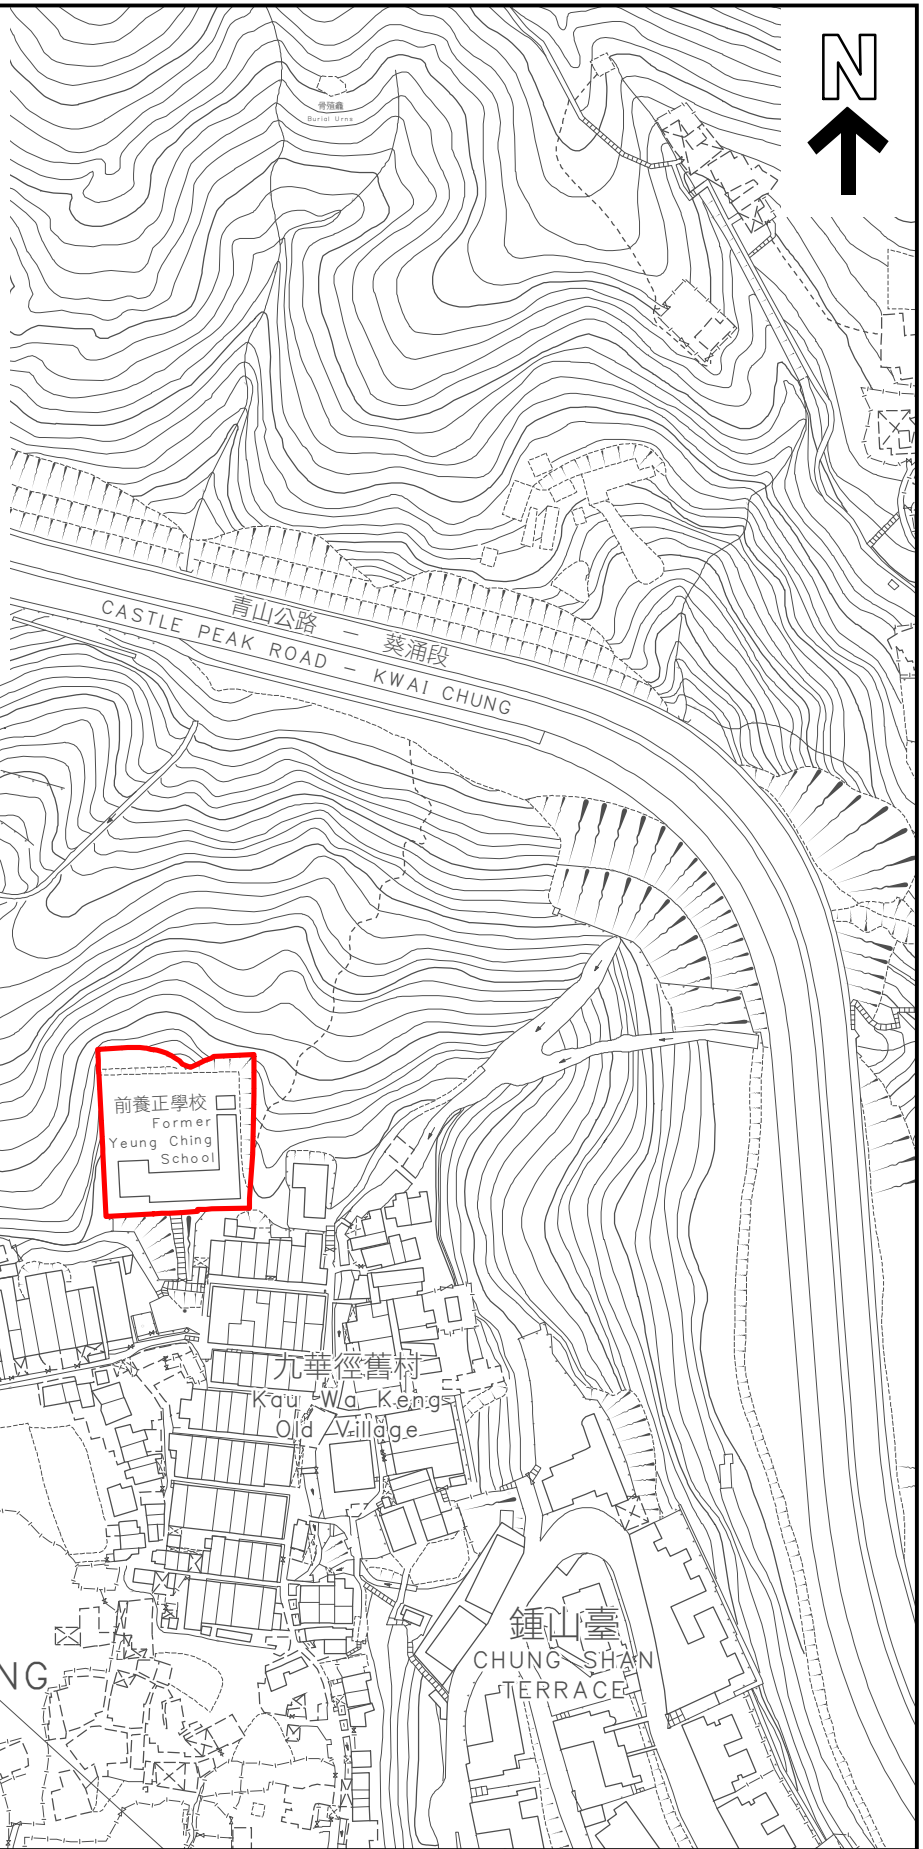 N
骨殖龕
Burial Urns
青山公路 － 葵涌段
CASTLE PEAK ROAD － KWAI CHUNG
前養正學校
Former
Yeung Ching
School
九華徑舊村
Kau Wa Keng
Old Village
鍾山臺
CHUNG SHAN
TERRACE
NG